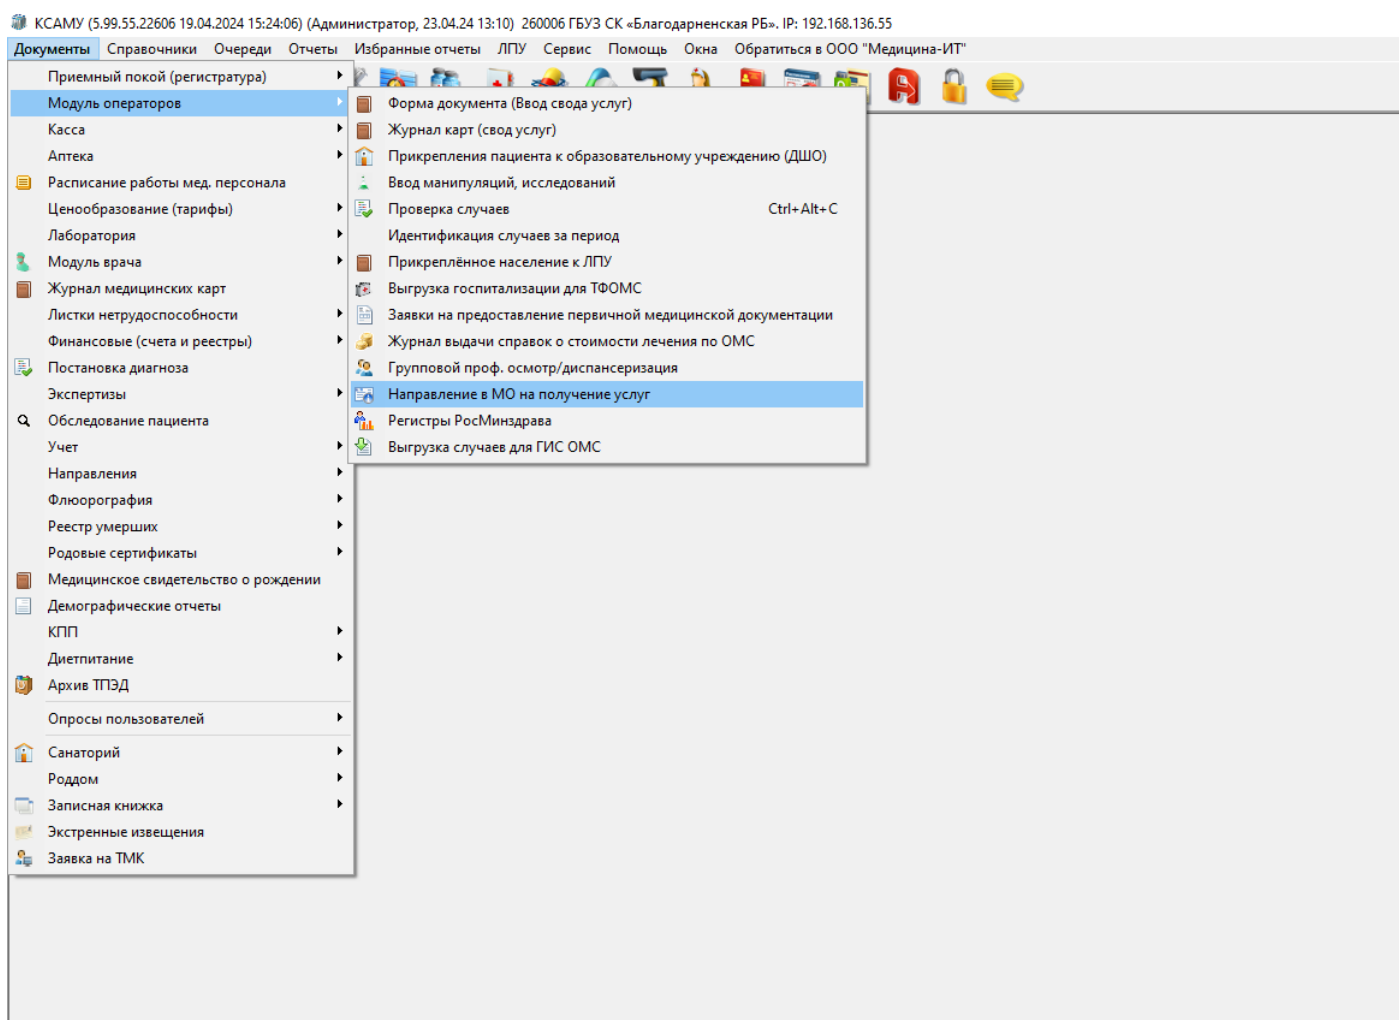 КСАМУ (5.99.55.22606 19.04.2024 15:24:06) (Администратор, 23.04.24 13:10) 260006 ГБУЗ СК «Благодарненская РБ». IP: 192.168.136.55
Документы Справочники Очереди Отчеты Избранные отчеты ЛПУ Сервис Помощь Окна Обратиться в ООО "Медицина-ИТ"
Приемный покой (регистратура)
Модуль операторов
Касса
Аптека
Расписание работы мед. персонала
Ценообразование (тарифы)
Лаборатория
Модуль врача
Журнал медицинских карт
Листки нетрудоспособности
Финансовые (счета и реестры)
Постановка диагноза
Экспертизы
Обследование пациента
Учет
Направления
Флюорография
Реестр умерших
Родовые сертификаты
Медицинское свидетельство о рождении
Демографические отчеты
КПП
Диетпитание
Архив ТПЭД
Опросы пользователей
Санаторий
Роддом
Записная книжка
Экстренные извещения
Заявка на ТМК
Форма документа (Ввод свода услуг)
Журнал карт (свод услуг)
Прикрепления пациента к образовательному учреждению (ДШО)
Ввод манипуляций, исследований
Проверка случаев Ctrl+Alt+C
Идентификация случаев за период
Прикреплённое население к ЛПУ
Выгрузка госпитализации для ТФОМС
Заявки на предоставление первичной медицинской документации
Журнал выдачи справок о стоимости лечения по ОМС
Групповой проф. осмотр/диспансеризация
Направление в МО на получение услуг
Регистры РосМинздрава
Выгрузка случаев для ГИС ОМС